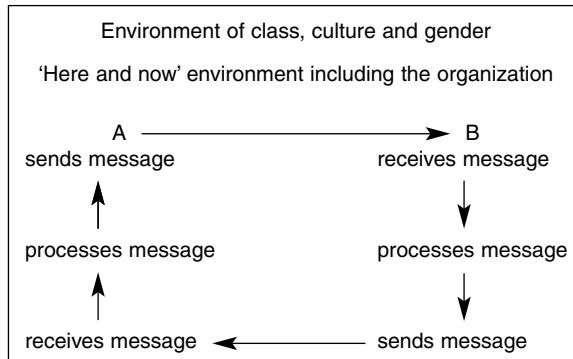 Environment of class, culture and gender
‘Here and now’ environment including the organization
A B
sends message receives message
processes message processes message
receives message sends message